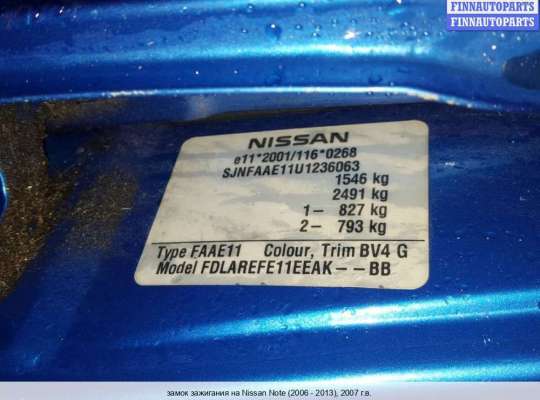 FINNAUTOPARTS
FINNAUTOPARTS
NISSAN
e11*2001/116*0268
SJNFAAE11U1236063
1546 kg
2491 kg
1- 827 kg
2- 793 kg
Type FAAE11 Colour, Trim BV4 G
Model FDLAREFE11EEAK--BB
замок зажигания на Nissan Note (2006 - 2013), 2007 г.в.